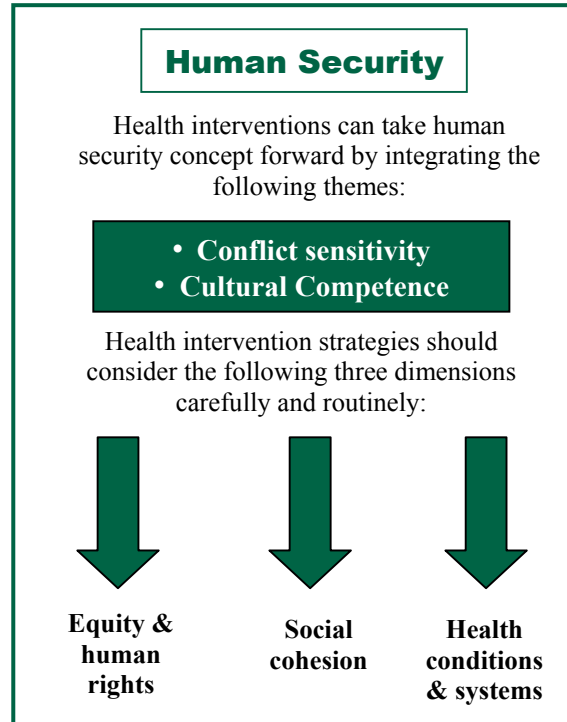 Human Security
Health interventions can take human
security concept forward by integrating the
following themes:
• Conflict sensitivity
• Cultural Competence
Health intervention strategies should
consider the following three dimensions
carefully and routinely:
Equity &
human
rights
Social
cohesion
Health
conditions
& systems